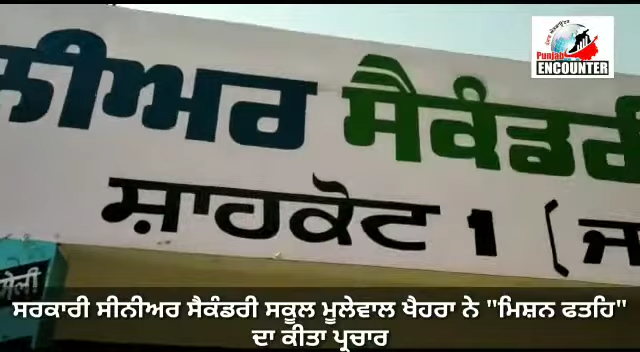 Punjab
ENCOUNTER
ਨੀਅਰ ਸੈਕੰਡਰੀ
ਸ਼ਾਹਕੋਟ 1 (ਜ
ਸਰਕਾਰੀ ਸੀਨੀਅਰ ਸੈਕੰਡਰੀ ਸਕੂਲ ਮੂਲੇਵਾਲ ਖੈਹਰਾ ਨੇ "ਮਿਸ਼ਨ ਫਤਹਿ"
ਦਾ ਕੀਤਾ ਪ੍ਰਚਾਰ